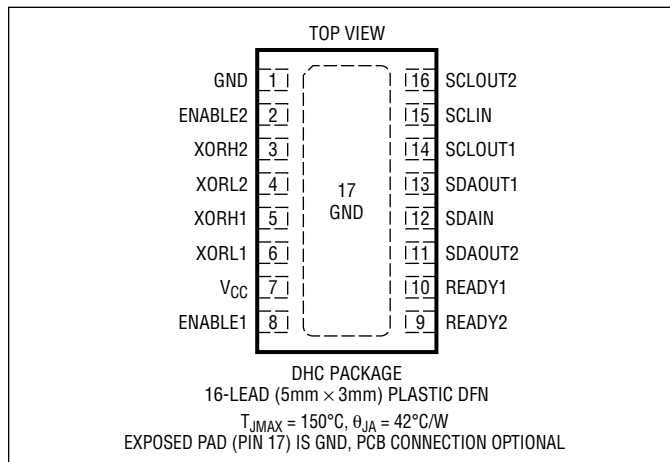 TOP VIEW
GND 1 16 SCLOUT2
ENABLE2 2 15 SCLIN
XORH2 3 14 SCLOUT1
XORL2 4 13 SDAOUT1
17
GND
XORH1 5 12 SDAIN
XORL1 6 11 SDAOUT2
VCC 7 10 READY1
ENABLE1 8 9 READY2
DHC PACKAGE
16-LEAD (5mm × 3mm) PLASTIC DFN
TJMAX = 150°C, θJA = 42°C/W
EXPOSED PAD (PIN 17) IS GND, PCB CONNECTION OPTIONAL